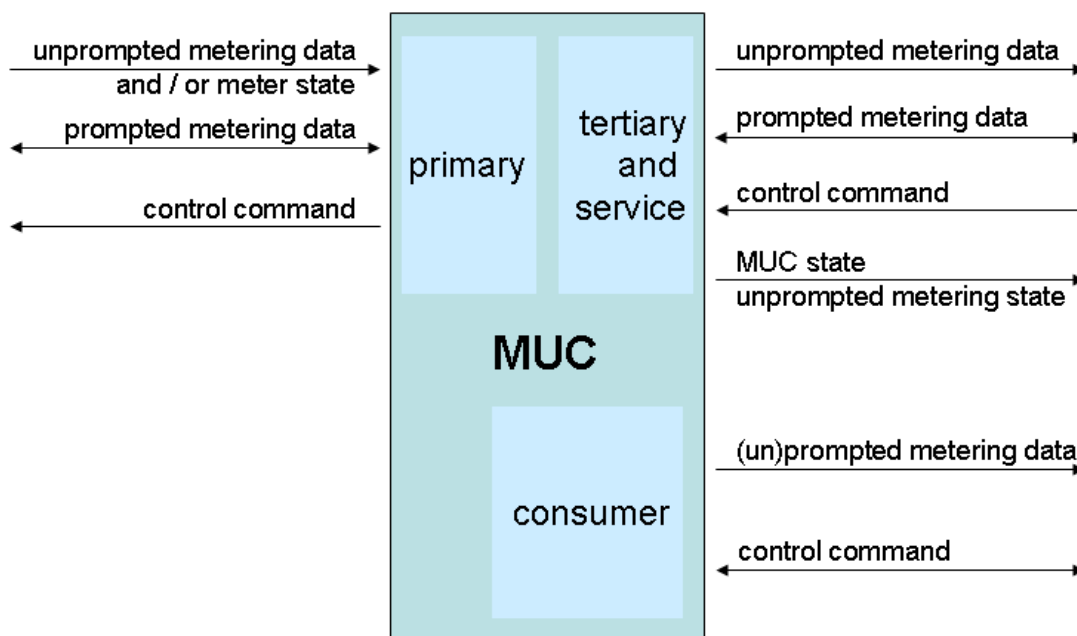 unprompted metering data
and / or meter state
prompted metering data
control command
primary
tertiary
and
service
MUC
consumer
unprompted metering data
prompted metering data
control command
MUC state
unprompted metering state
(un)prompted metering data
control command